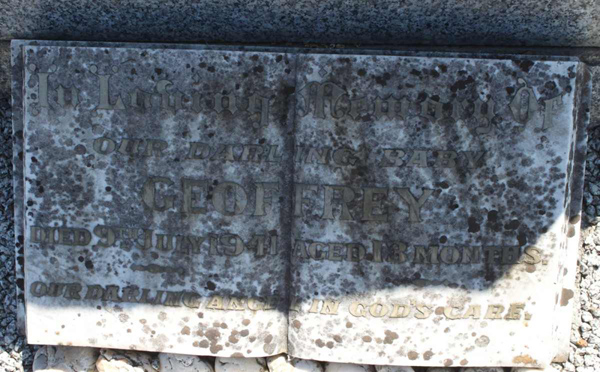 In Loving Memory Of
OUR DARLING BABY
GEOFFREY
DIED 9TH JULY 1941 AGED 13 MONTHS.
OUR DARLING ANGEL IN GOD'S CARE.